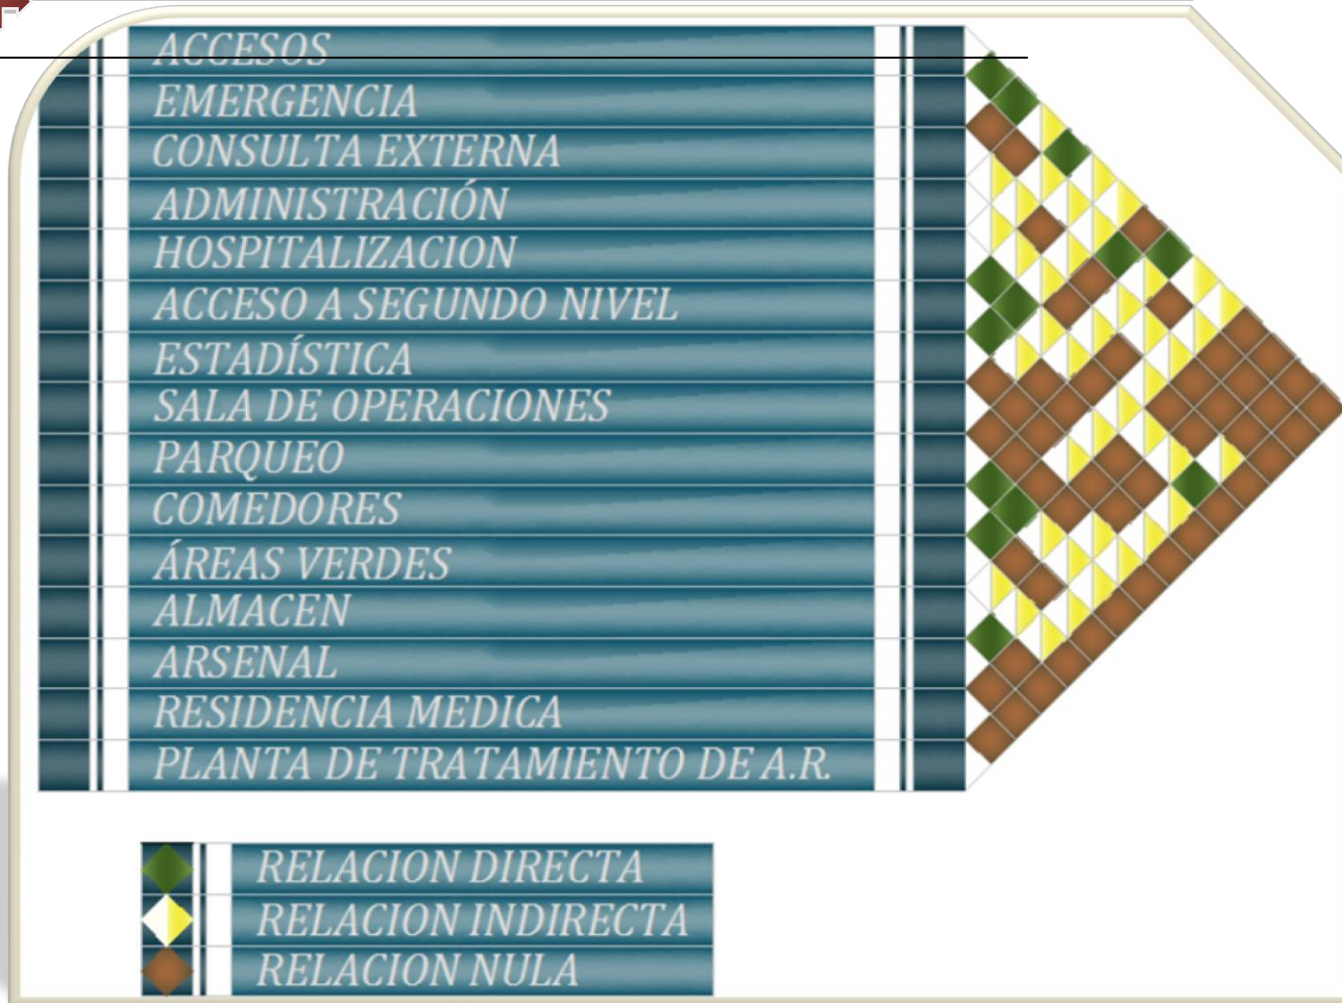 ACCESOS
EMERGENCIA
CONSULTA EXTERNA
ADMINISTRACIÓN
HOSPITALIZACION
ACCESO A SEGUNDO NIVEL
ESTADÍSTICA
SALA DE OPERACIONES
PARQUEO
COMEDORES
ÁREAS VERDES
ALMACEN
ARSENAL
RESIDENCIA MEDICA
PLANTA DE TRATAMIENTO DE A.R.
RELACION DIRECTA
RELACION INDIRECTA
RELACION NULA